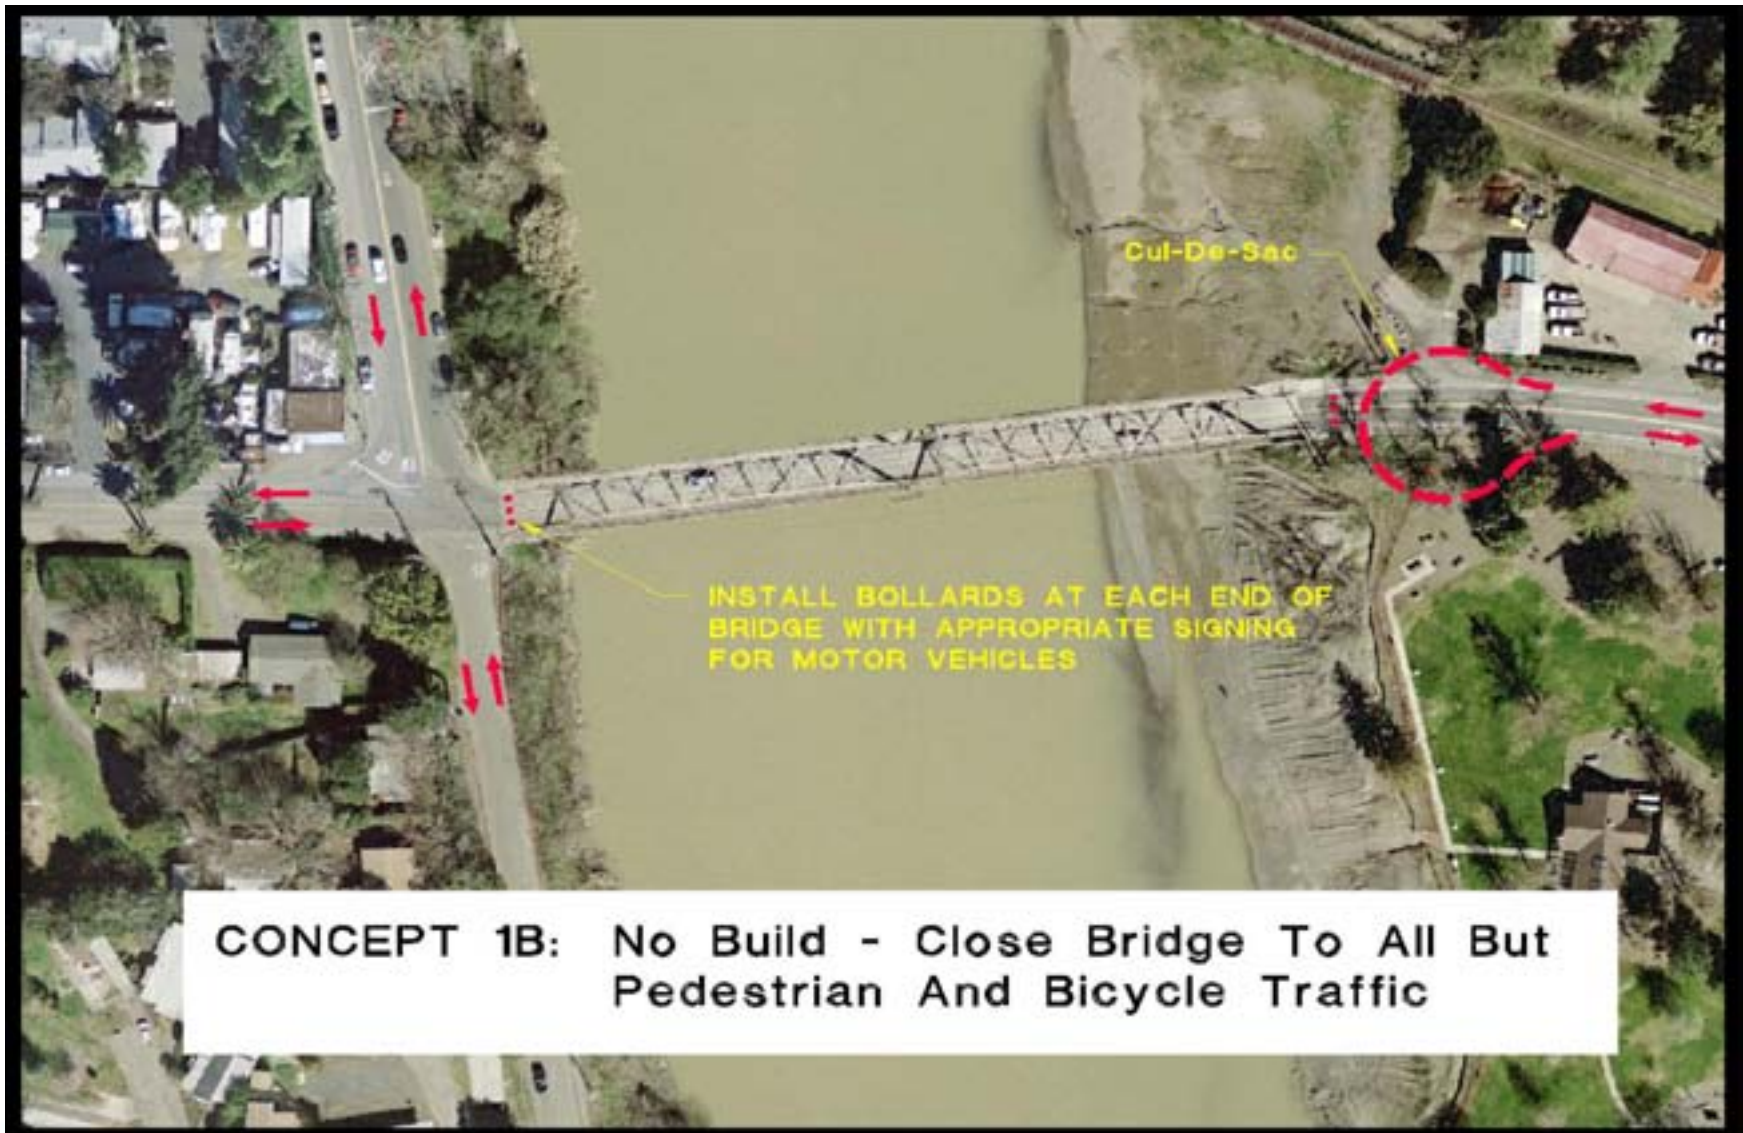 Cul-De-Sac
INSTALL BOLLARDS AT EACH END OF
BRIDGE WITH APPROPRIATE SIGNING
FOR MOTOR VEHICLES
CONCEPT 1B: No Build - Close Bridge To All But
Pedestrian And Bicycle Traffic